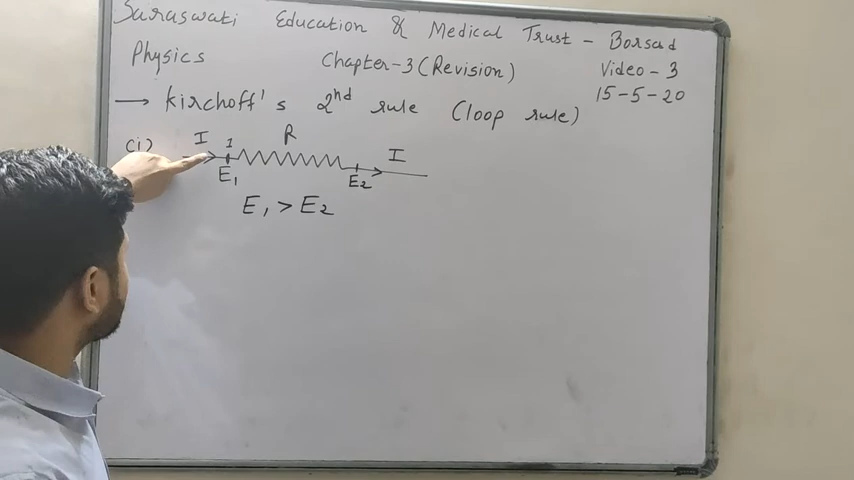 Saraswati Education & Medical Trust - Borsad
Physics Chapter-3 (Revision) Video - 3
15-5-20
→ Kirchoff's 2nd rule (loop rule)
(i) I 1 R I
E1 E2
E1 > E2